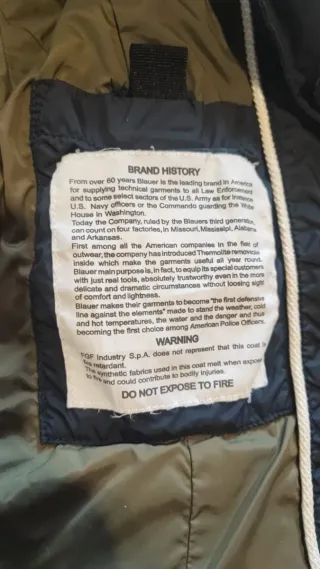 BRAND HISTORY
From over 60 years Blauer is the leading brand in America
for supplying technical garments to all Law Enforcement
and to some select sectors of the U.S. Army as for instance
U.S. Navy officers or the Commando guarding the White
House in Washington.
Today the Company, ruled by the Blauers third generation,
can count on four factories, in Missouri, Mississipi, Alabama
and Arkansas.
First among all the American companies in the field of
outwear, the company has introduced Thermolite removable
inside which make the garments useful all year round.
Blauer main purpose is, in fact, to equip its special customers
with just real tools, absolutely trustworthy even in the more
delicate and dramatic circumstances without loosing sight
of comfort and lightness.
Blauer makes their garments to become "the first defensive
line against the elements" made to stand the weather, cold
and hot temperatures, the water and the danger and thus
becoming the first choice among American Police Officers.
WARNING
FGF Industry S.p.A. does not represent that this coat is
fire retardant.
The synthetic fabrics used in this coat melt when exposed
to fire and could contribute to bodily injuries.
DO NOT EXPOSE TO FIRE